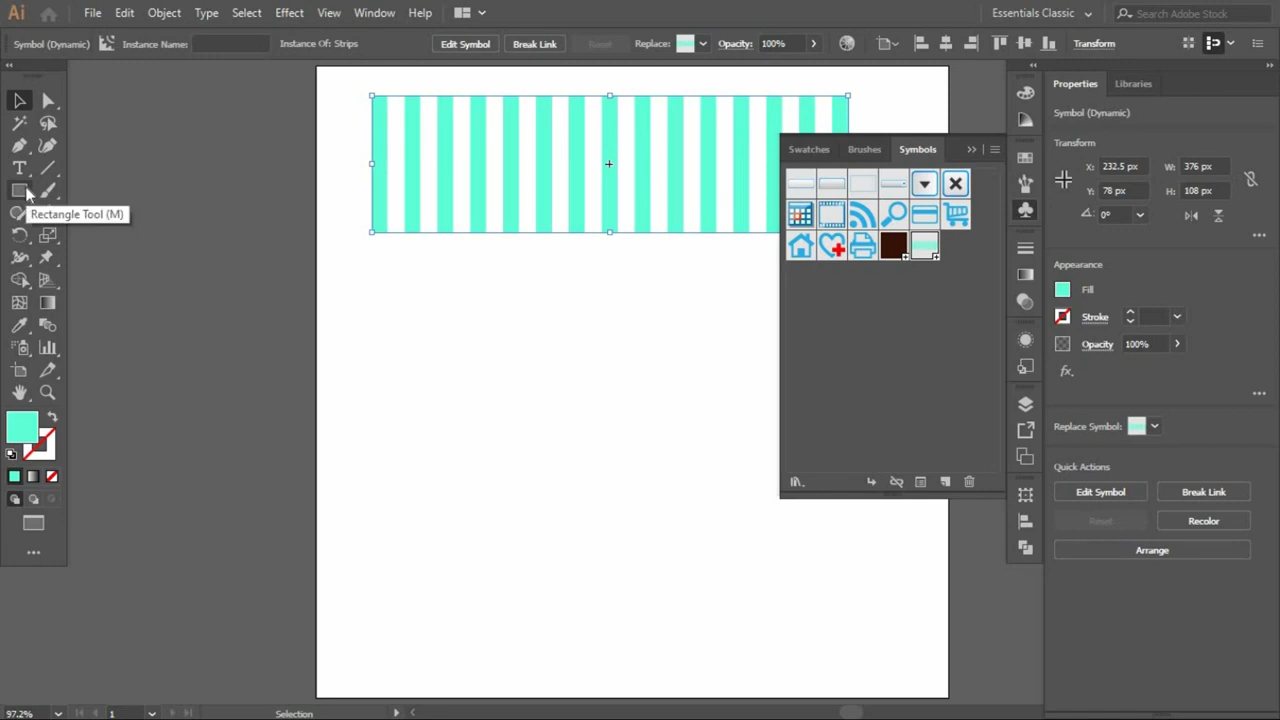 Ai File Edit Object Type Select Effect View Window Help Essentials Classic Search Adobe Stock
Symbol (Dynamic) Instance Name: Instance Of: Strips Edit Symbol Break Link Reset Replace: Opacity: 100% Transform
Properties Libraries
Symbol (Dynamic)
Transform
X: 232.5 px W: 376 px
Y: 78 px H: 108 px
0°
Appearance
Fill
Stroke
Opacity 100%
fx.
Replace Symbol:
Quick Actions
Edit Symbol Break Link
Reset Recolor
Arrange
Swatches Brushes Symbols
T
Rectangle Tool (M)
97.2% 1 Selection